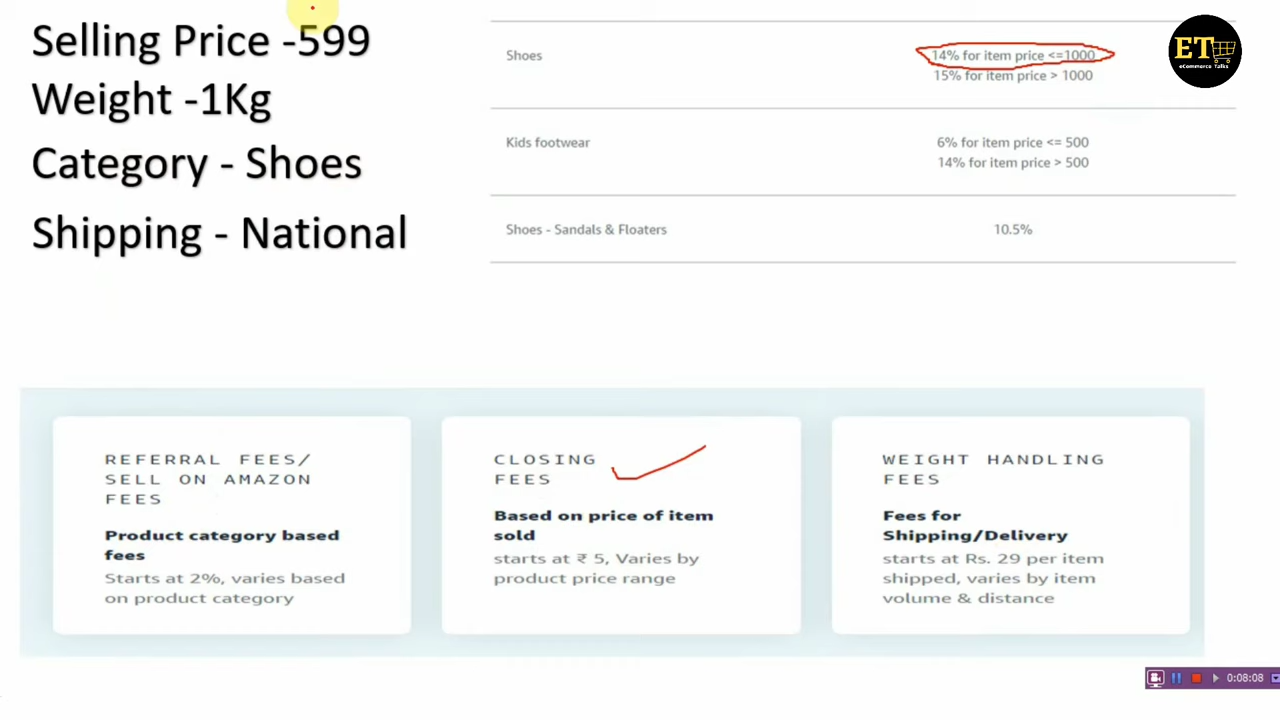 Selling Price -599
Weight -1Kg
Category - Shoes
Shipping - National
Shoes
14% for item price <=1000
15% for item price > 1000
Kids footwear
6% for item price <= 500
14% for item price > 500
Shoes - Sandals & Floaters
10.5%
ET
eCommerce Talks
REFERRAL FEES/
SELL ON AMAZON
FEES
Product category based
fees
Starts at 2%, varies based
on product category
CLOSING
FEES
Based on price of item
sold
starts at ₹ 5, Varies by
product price range
WEIGHT HANDLING
FEES
Fees for
Shipping/Delivery
starts at Rs. 29 per item
shipped, varies by item
volume & distance
0:08:08